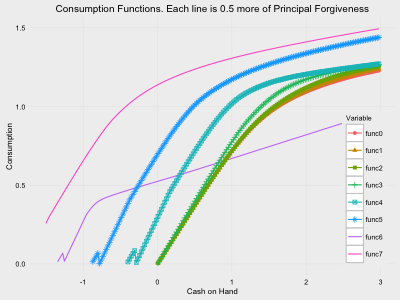 Consumption Functions. Each line is 0.5 more of Principal Forgiveness
1.5
1.0
0.5
0.0
Consumption
-1
0
1
2
3
Cash on Hand
Variable
func0
func1
func2
func3
func4
func5
func6
func7